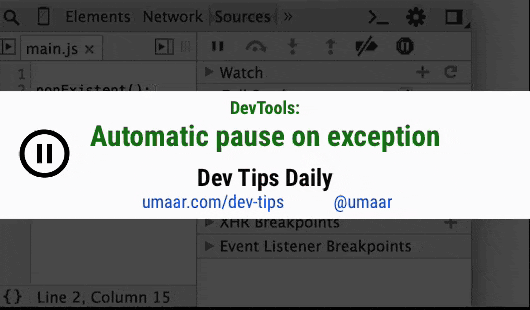 Elements Network Sources »
main.js ×
Watch
1
nonExistent();
DevTools:
Automatic pause on exception
Dev Tips Daily
umaar.com/dev-tips @umaar
XHR Breakpoints
Event Listener Breakpoints
{} Line 2, Column 15